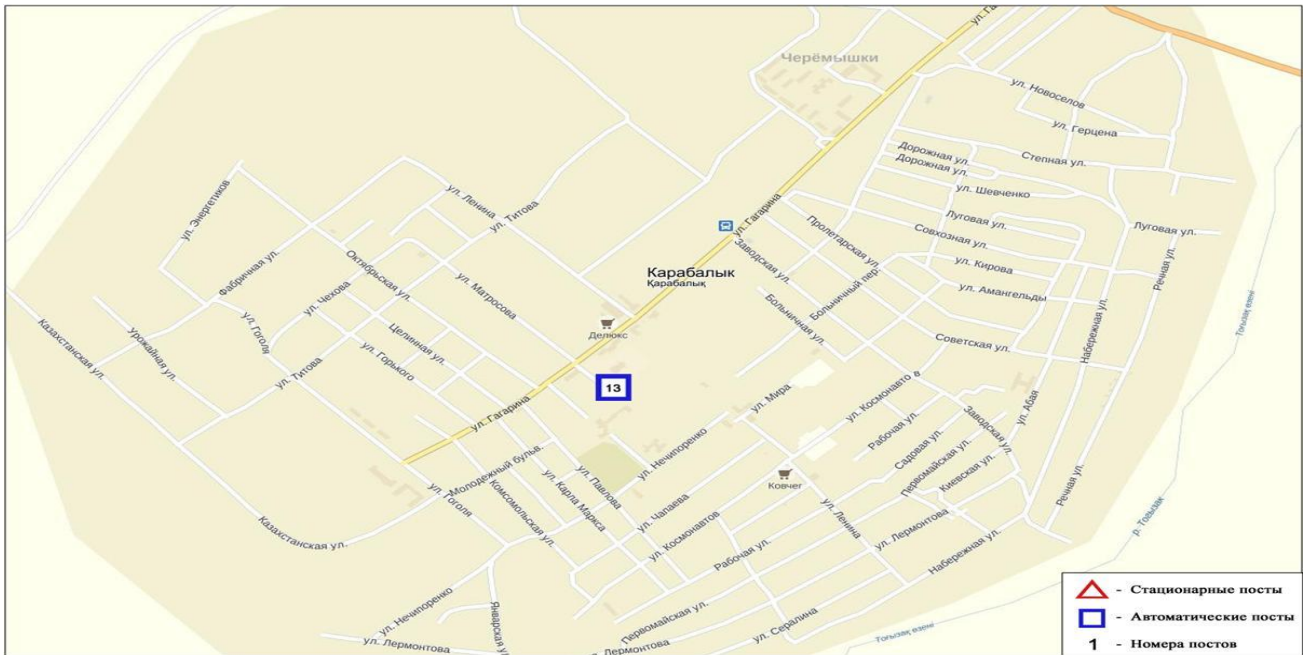 ул. Га
Черёмышки
ул. Гагарина
ул. Новоселов
ул. Герцена
Дорожная ул.
Дорожная ул.
Степная ул.
ул. Шевченко
ул. Энергетиков
ул. Ленина
ул. Титова
Пролетарская ул.
Луговая ул.
Луговая ул.
Совхозная ул.
Заводская ул.
ул. Кирова
Речная ул.
Фабричная ул.
Октябрьская ул.
Карабалык
Қарабалық
Больничный пер.
ул. Амангельды
ул. Чехова
ул. Матросова
Больничная ул.
Набережная ул.
Тоғызақ өзені
Казахстанская ул.
Урожайная ул.
ул. Гоголя
Целинная ул.
Делюкс
Советская ул.
ул. Горького
ул. Титова
13
ул. Мира
ул. Космонавто в
ул. Гагарина
ул. Абая
Заводская ул.
Рабочая ул.
Садовая ул.
Первомайская ул.
Киевская ул.
Молодежный бульв.
ул. Нечипоренко
Ковчег
ул. Гоголя
Комсомольская ул.
ул. Карла Маркса
ул. Павлова
ул. Чапаева
ул. Ленина
Речная ул.
р. Тогызак
Казахстанская ул.
ул. Космонавтов
Рабочая ул.
ул. Лермонтова
Набережная ул.
ул. Нечипоренко
Январская ул.
Первомайская ул.
ул. Сералина
Тоғызақ өзені
ул. Лермонтова
ул. Лермонтова
- Стационарные посты
- Автоматические посты
1 - Номера постов